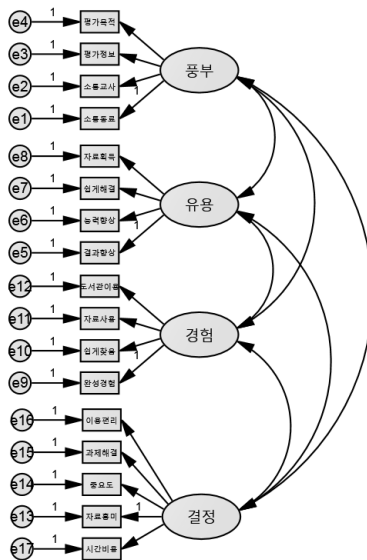 e4 1 평가목적
e3 1 평가정보
풍부
e2 1 소통교사
1
e1 1 소통동료
e8 1 자료획득
e7 1 쉽게해결
유용
e6 1 능력향상
1
e5 1 결과향상
e12 1 도서관이용
e11 1 자료사용
경험
e10 1 쉽게찾음
1
e9 1 완성경험
e16 1 이용편리
e15 1 과제해결
e14 1 중요도
e13 1 자료흥미 1 결정
e17 1 시간비용